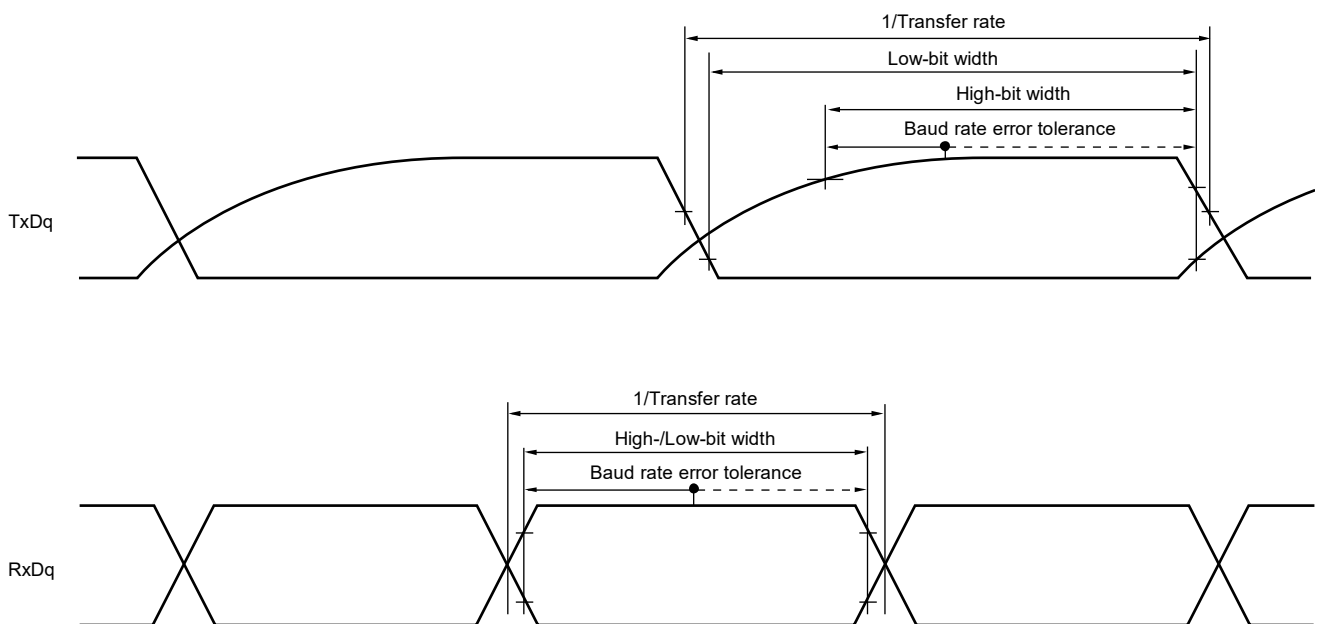 1/Transfer rate
Low-bit width
High-bit width
Baud rate error tolerance
TxDq
1/Transfer rate
High-/Low-bit width
Baud rate error tolerance
RxDq